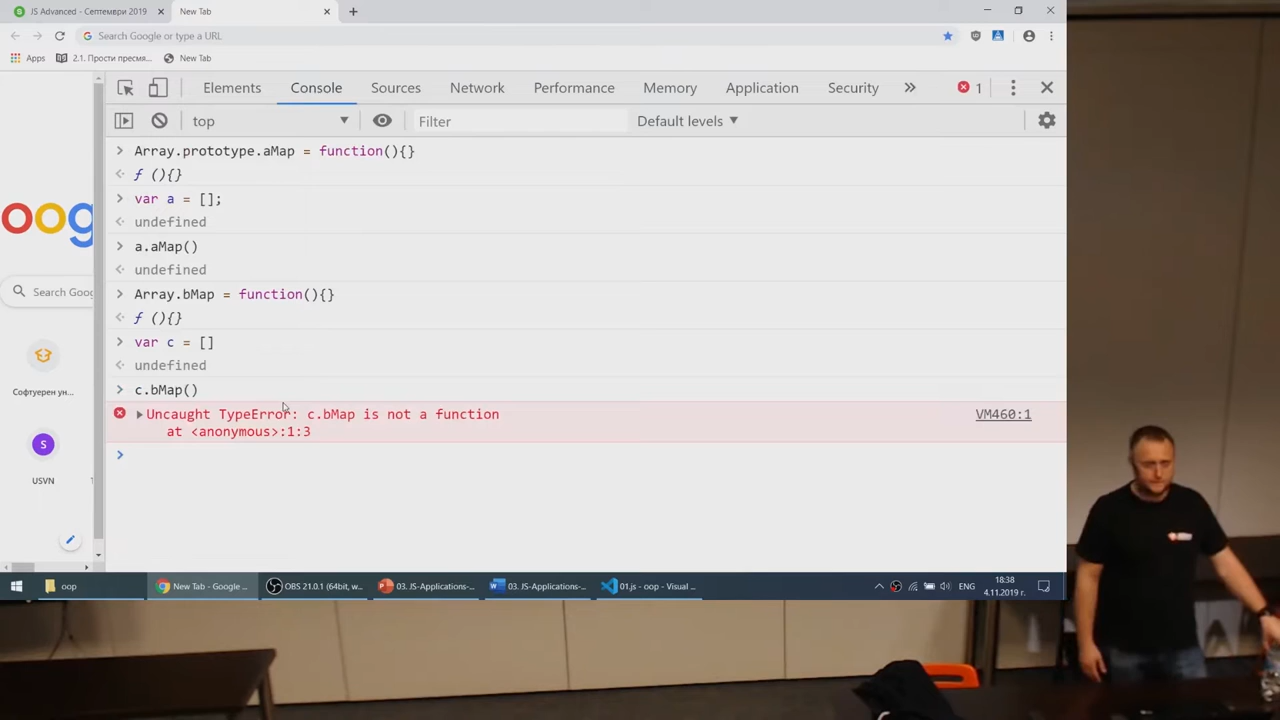 JS Advanced - Септември 2019
New Tab
Search Google or type a URL
Apps
2.1. Прости пресмя...
New Tab
Elements
Console
Sources
Network
Performance
Memory
Application
Security
1
top
Filter
Default levels
Array.prototype.aMap = function(){}
ƒ (){}
var a = [];
undefined
a.aMap()
undefined
Array.bMap = function(){}
ƒ (){}
var c = []
undefined
c.bMap()
Uncaught TypeError: c.bMap is not a function
VM460:1
at <anonymous>:1:3
oog
Search Goog
Софтуерен ун...
S
USVN
oop
New Tab - Google ...
OBS 21.0.1 (64bit, w...
03. JS-Applications-...
03. JS-Applications-...
01.js - oop - Visual ...
ЕНГ
18:38
4.11.2019 г.